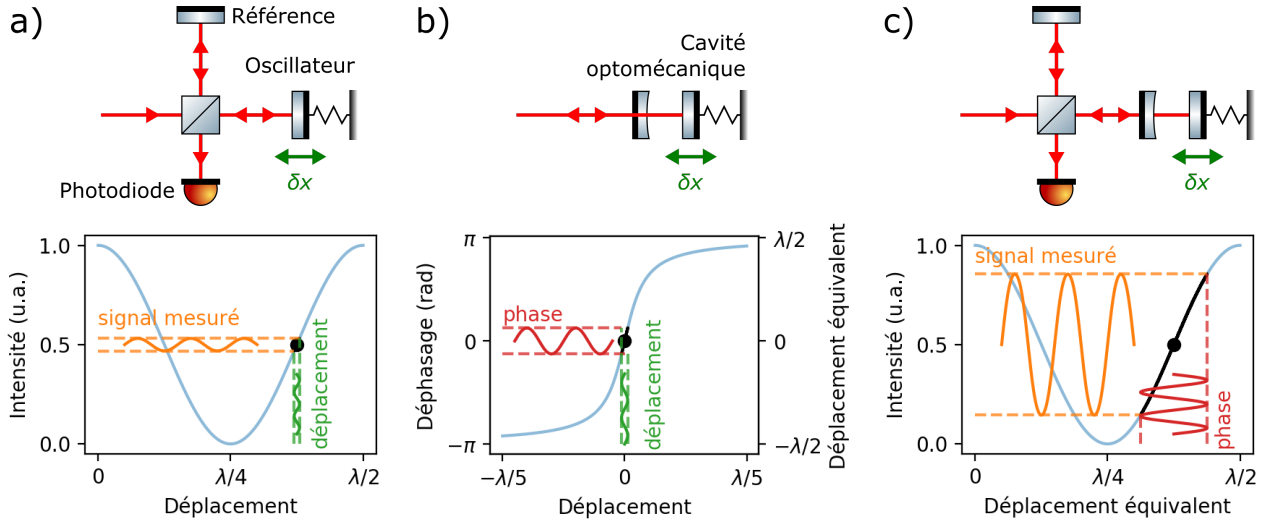 a)
Référence
Oscillateur
δx
Photodiode
Intensité (u.a.)
1.0
0.5
0.0
signal mesuré
déplacement
0
λ/4
λ/2
Déplacement
b)
Cavité
optomécanique
δx
Déphasage (rad)
π
0
−π
phase
déplacement
λ/2
0
−λ/2
Déplacement équivalent
−λ/5
0
λ/5
Déplacement
c)
δx
Intensité (u.a.)
1.0
0.5
0.0
signal mesuré
phase
0
λ/4
λ/2
Déplacement équivalent